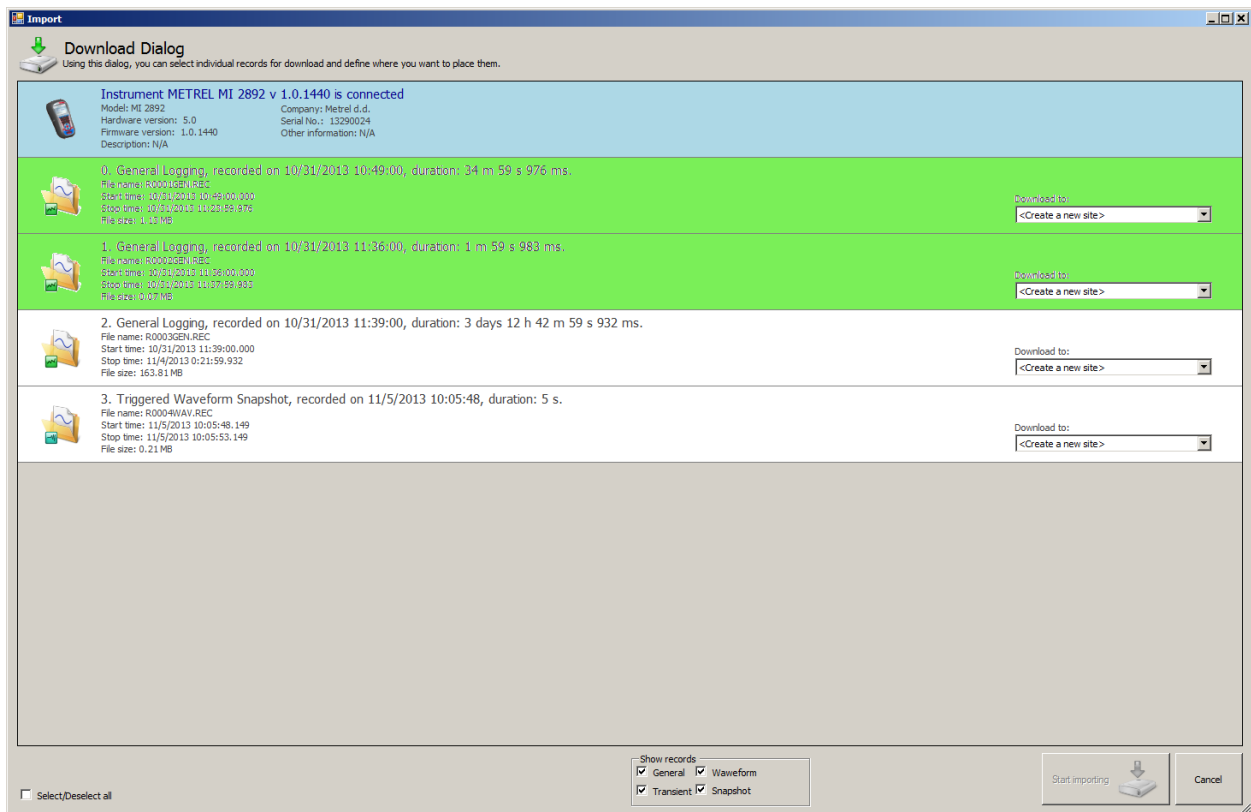 Import
Download Dialog
Using this dialog, you can select individual records for download and define where you want to place them.
Instrument METREL MI 2892 v 1.0.1440 is connected
Model: MI 2892 Company: Metrel d.d.
Hardware version: 5.0 Serial No.: 13290024
Firmware version: 1.0.1440 Other information: N/A
Description: N/A
0. General Logging, recorded on 10/31/2013 10:49:00, duration: 34 m 59 s 976 ms.
File name: R0001GEN.REC
Start time: 10/31/2013 10:49:00.000
Stop time: 10/31/2013 11:23:59.976
File size: 1.13 MB
Download to:
<Create a new site>
1. General Logging, recorded on 10/31/2013 11:36:00, duration: 1 m 59 s 983 ms.
File name: R0002GEN.REC
Start time: 10/31/2013 11:36:00.000
Stop time: 10/31/2013 11:37:59.983
File size: 0.07 MB
Download to:
<Create a new site>
2. General Logging, recorded on 10/31/2013 11:39:00, duration: 3 days 12 h 42 m 59 s 932 ms.
File name: R0003GEN.REC
Start time: 10/31/2013 11:39:00.000
Stop time: 11/4/2013 0:21:59.932
File size: 163.81 MB
Download to:
<Create a new site>
3. Triggered Waveform Snapshot, recorded on 11/5/2013 10:05:48, duration: 5 s.
File name: R0004WAV.REC
Start time: 11/5/2013 10:05:48.149
Stop time: 11/5/2013 10:05:53.149
File size: 0.21 MB
Download to:
<Create a new site>
Show records
General Waweform
Transient Snapshot
Select/Deselect all
Start importing
Cancel